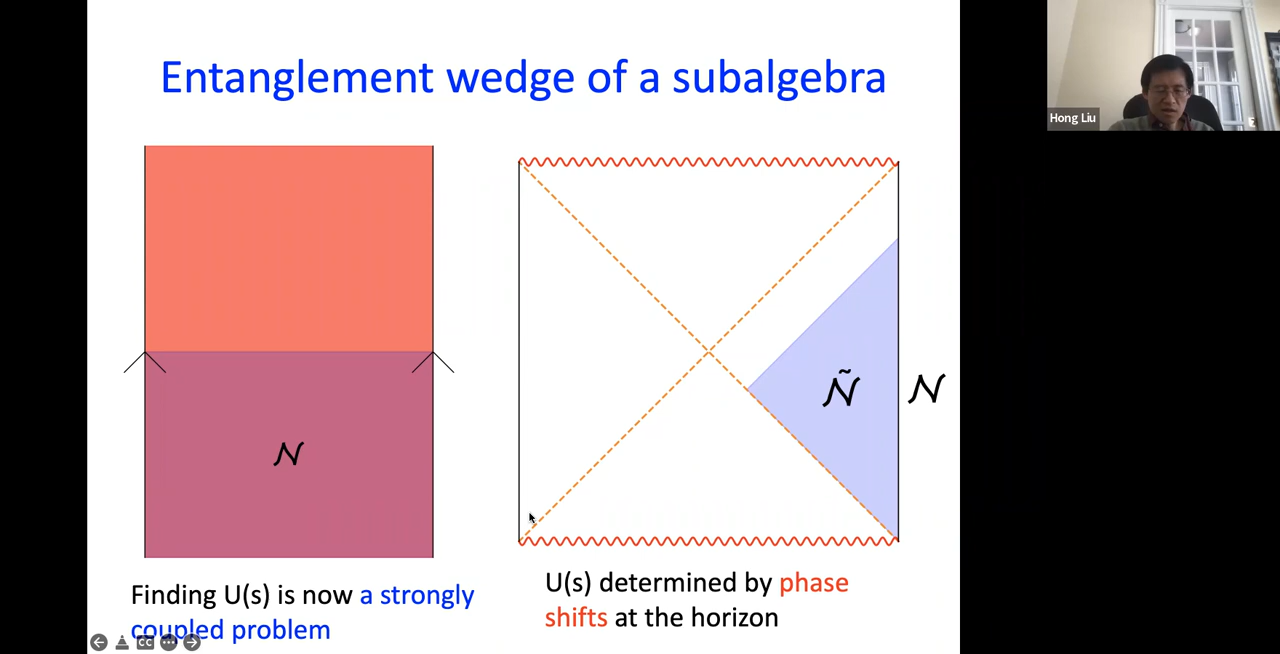 Entanglement wedge of a subalgebra
Hong Liu
𝒩
𝒩̃
𝒩
Finding U(s) is now a strongly
coupled problem
U(s) determined by phase
shifts at the horizon
CC